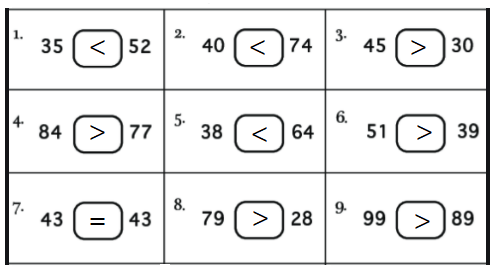 1. 35 < 52
2. 40 < 74
3. 45 > 30
4. 84 > 77
5. 38 < 64
6. 51 > 39
7. 43 = 43
8. 79 > 28
9. 99 > 89